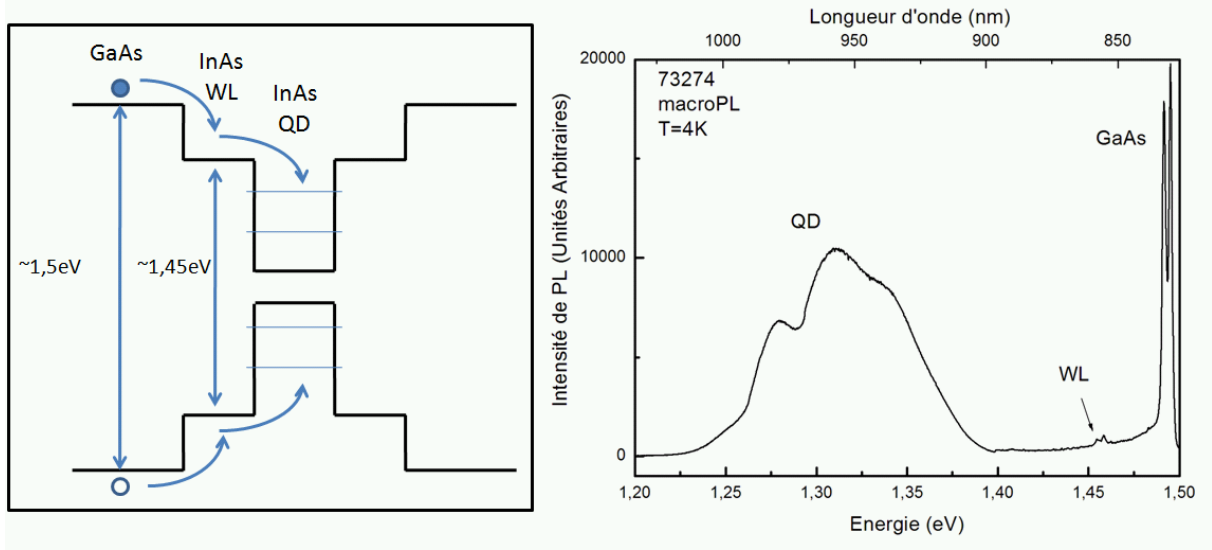 GaAs
InAs
WL
InAs
QD
~1,5eV
~1,45eV
Longueur d'onde (nm)
1000
950
900
850
20000
10000
0
Intensité de PL (Unités Arbitraires)
73274
macroPL
T=4K
QD
WL
GaAs
1,20
1,25
1,30
1,35
1,40
1,45
1,50
Energie (eV)